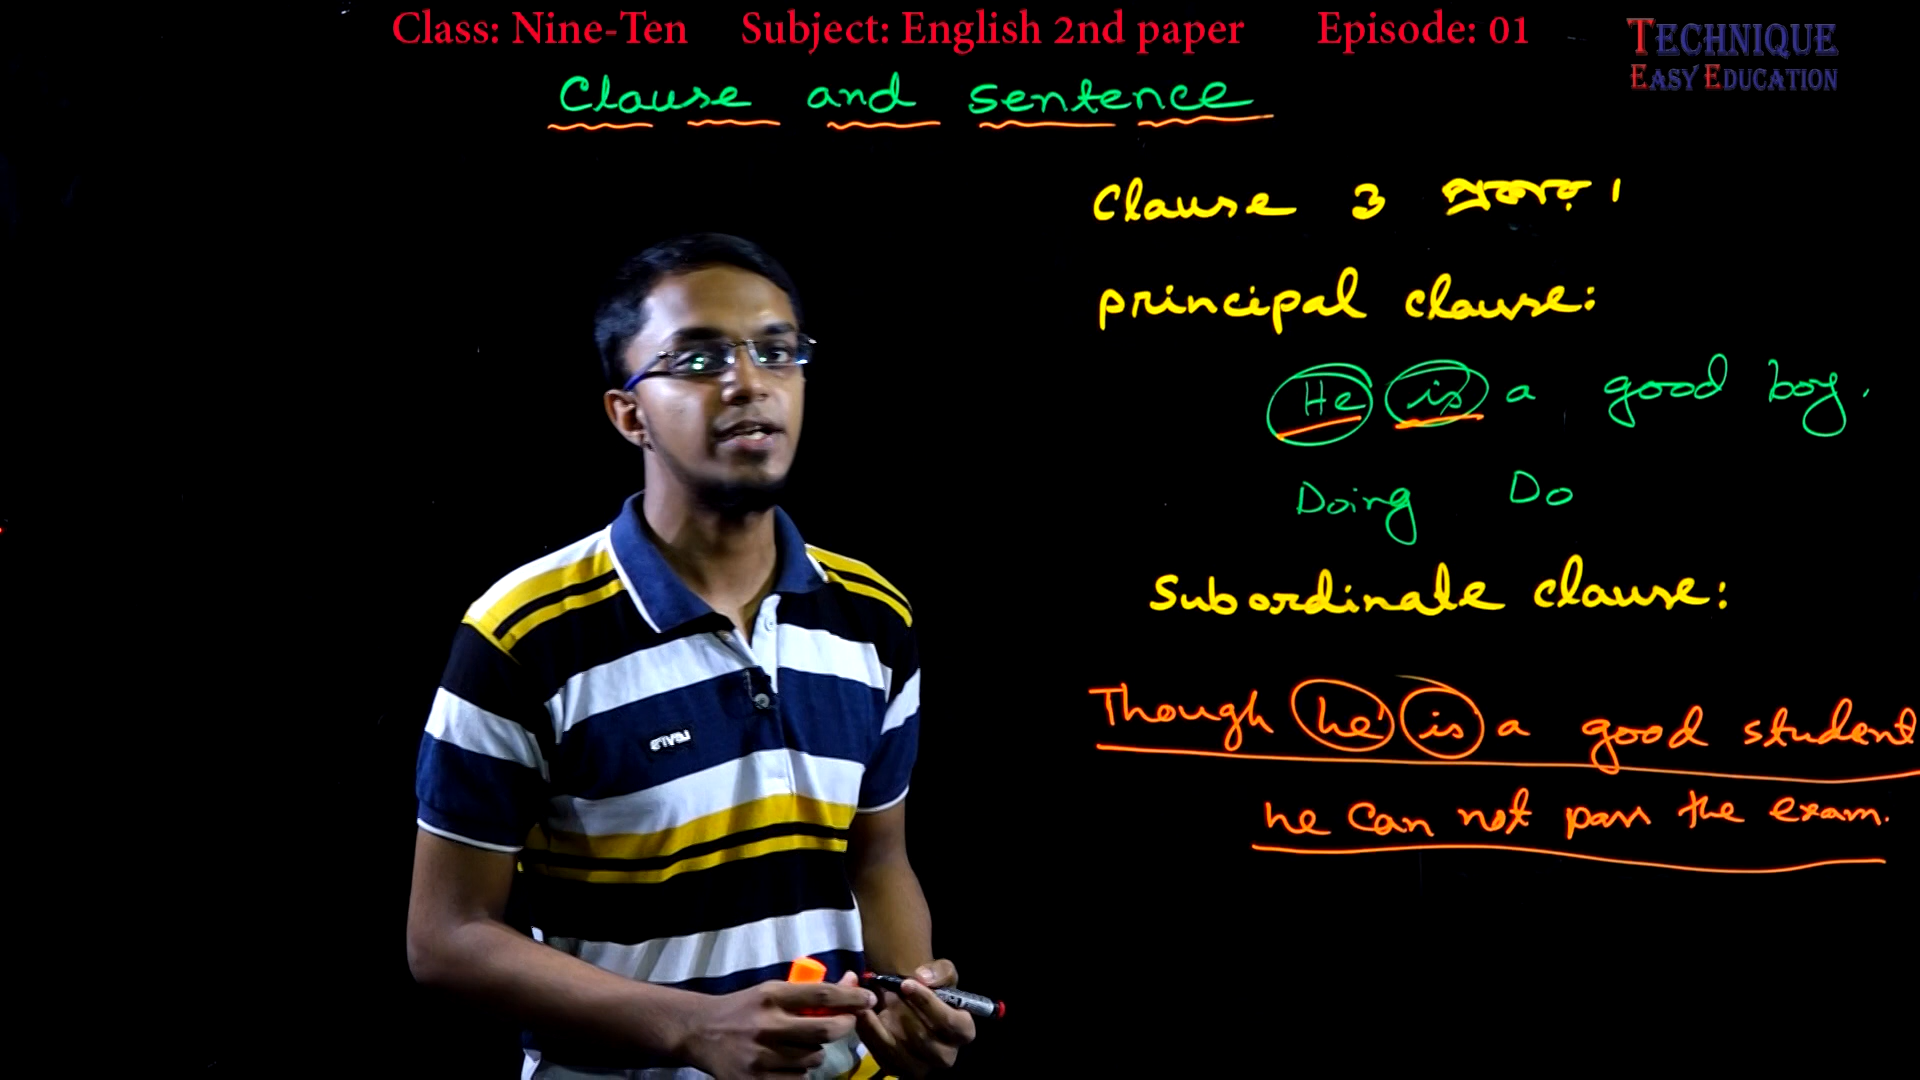 Class: Nine-Ten Subject: English 2nd paper Episode: 01
TECHNIQUE
EASY EDUCATION
Clause and sentence
Clause 3 প্রকার।
principal clause:
He is a good boy.
Doing Do
Subordinate clause:
Though he is a good student
he can not pass the exam.